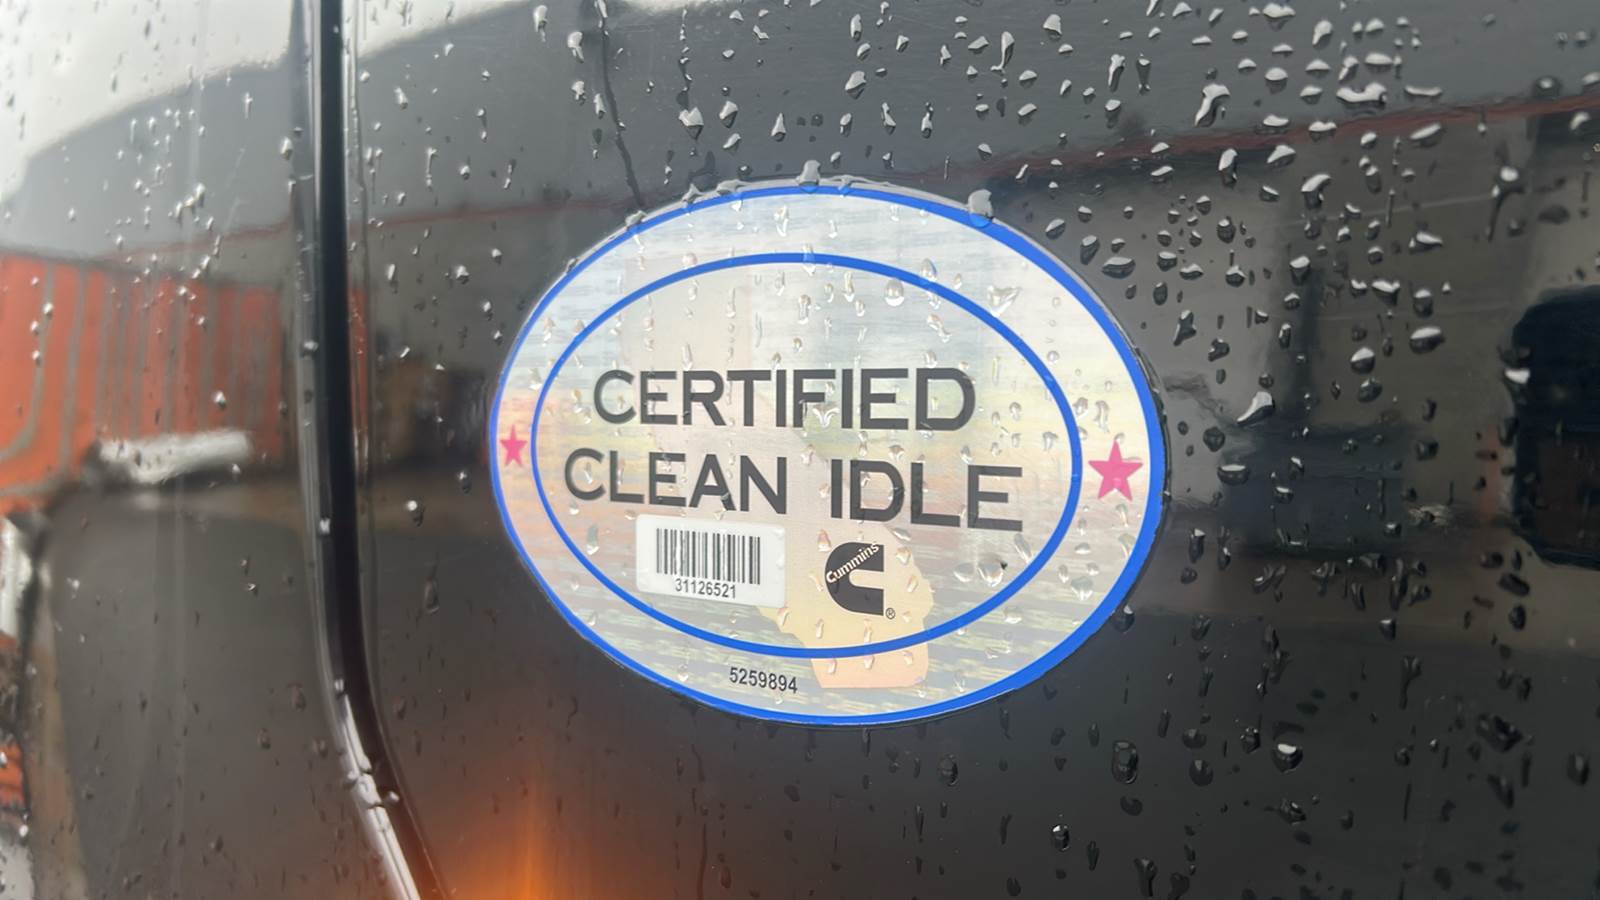 CERTIFIED
CLEAN IDLE
31126521
Cummins
®
5259894